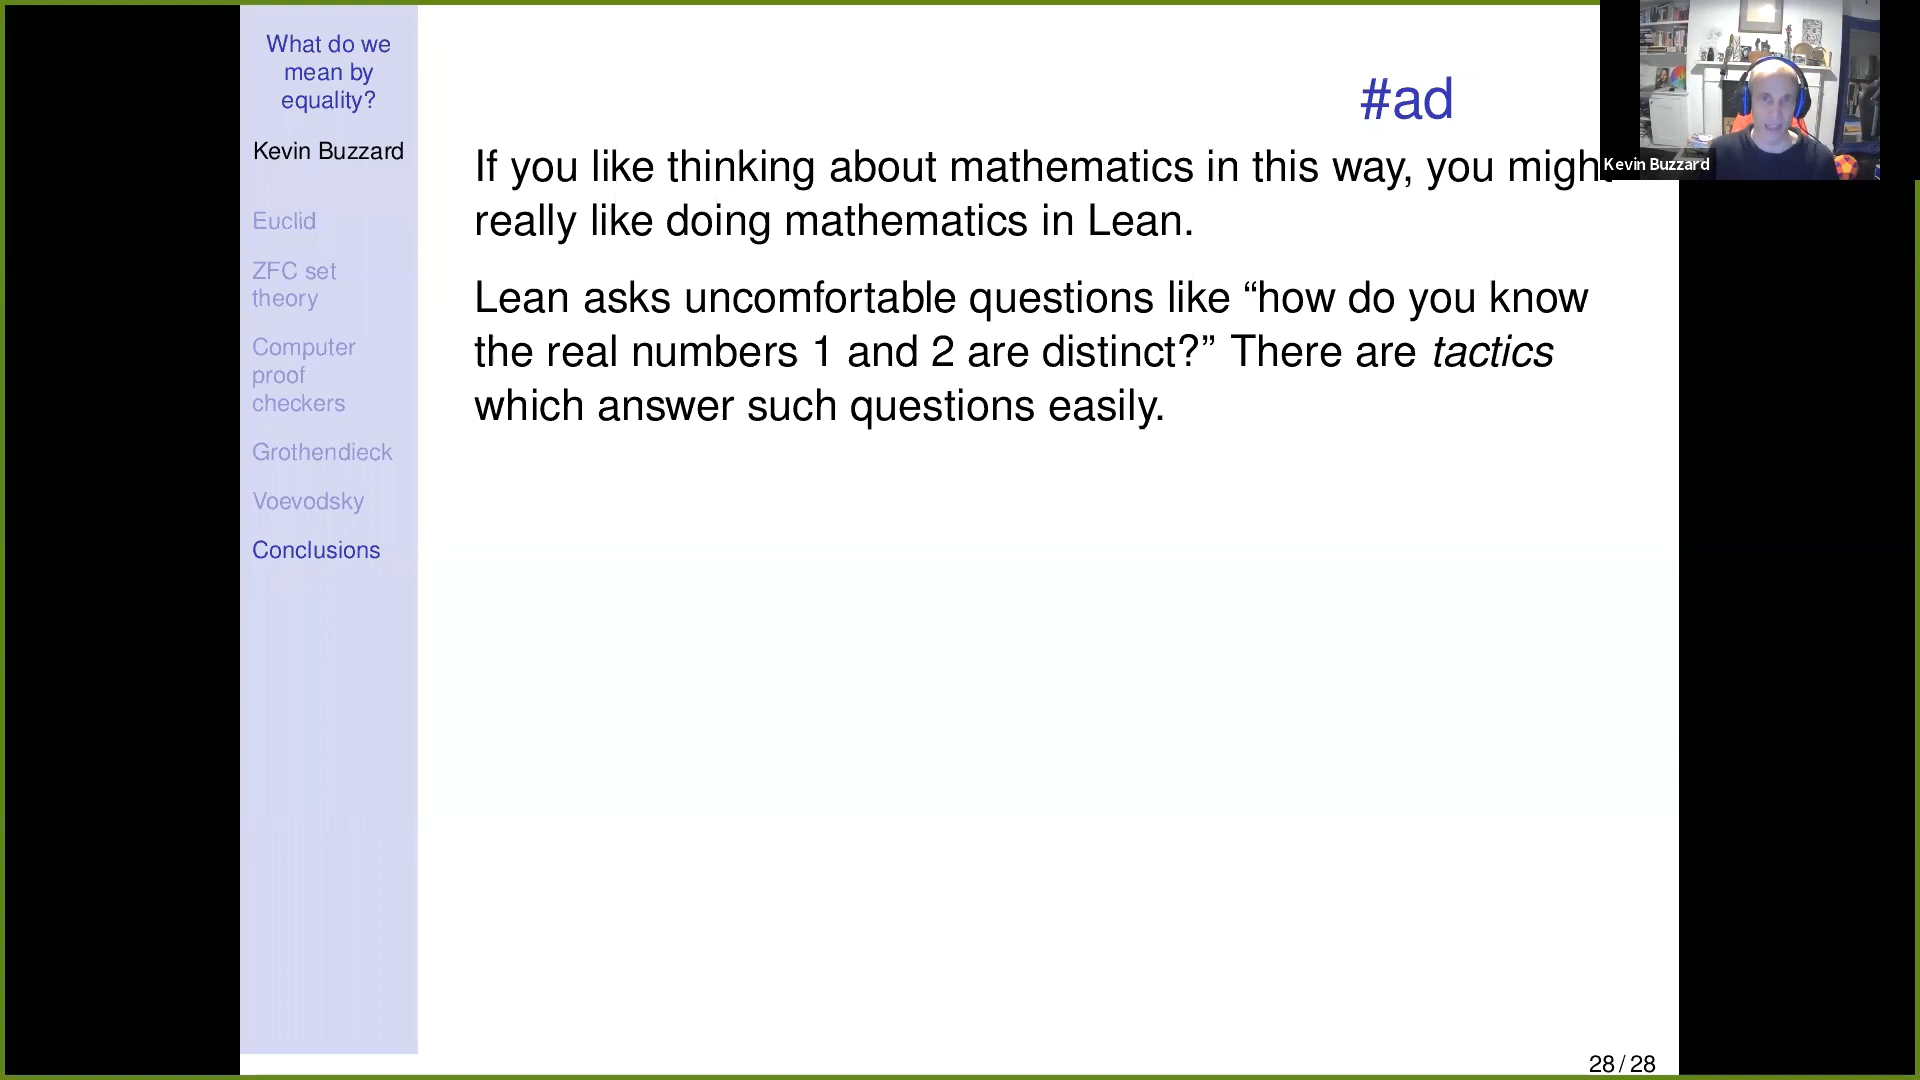 What do we
mean by
equality?
Kevin Buzzard
Euclid
ZFC set
theory
Computer
proof
checkers
Grothendieck
Voevodsky
Conclusions
#ad
If you like thinking about mathematics in this way, you might
really like doing mathematics in Lean.
Lean asks uncomfortable questions like “how do you know
the real numbers 1 and 2 are distinct?” There are tactics
which answer such questions easily.
28 / 28
Kevin Buzzard